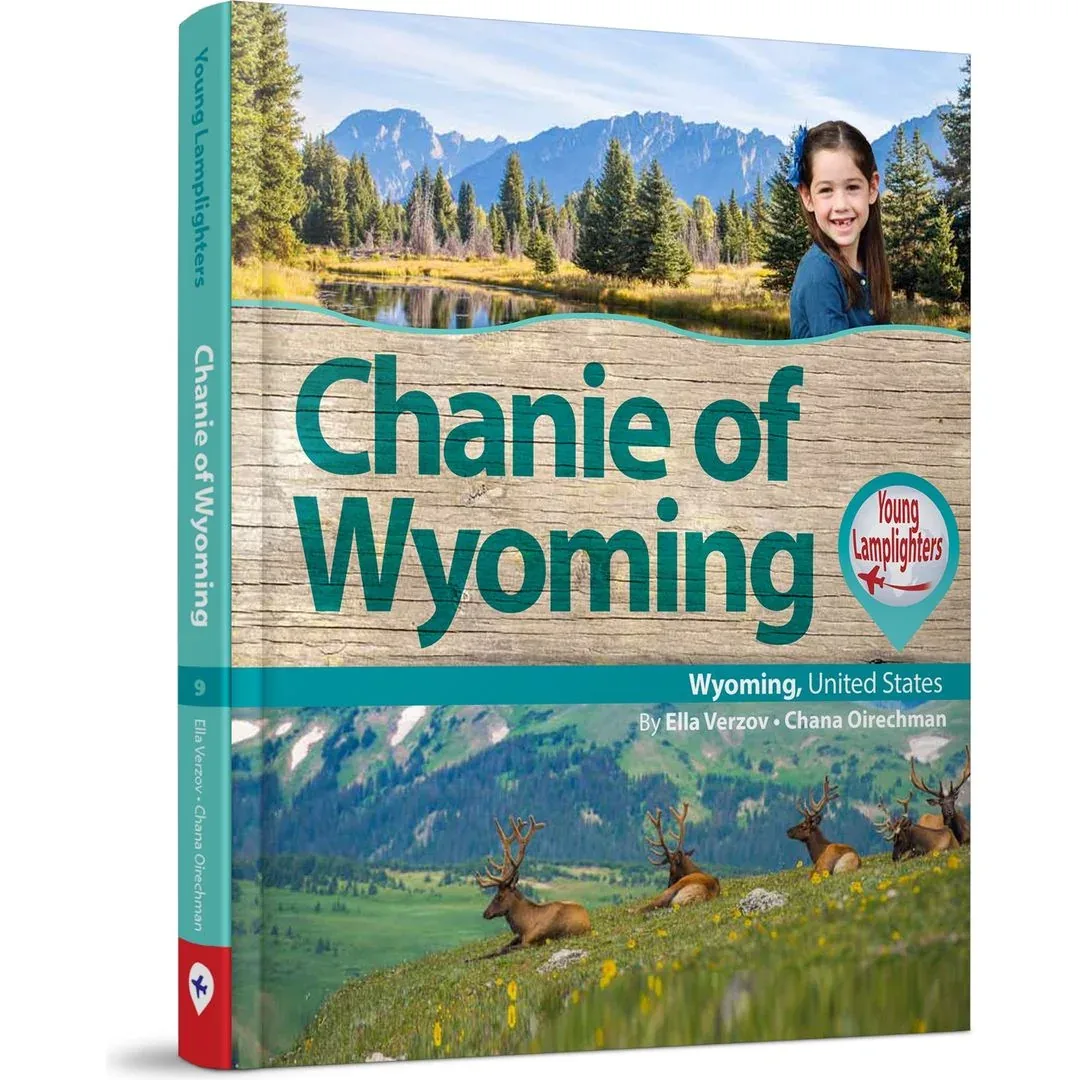 Young Lamplighters
Chanie of Wyoming
9
Ella Verzov • Chana Oirechman
Chanie of
Wyoming
Young
Lamplighters
Wyoming, United States
By Ella Verzov • Chana Oirechman